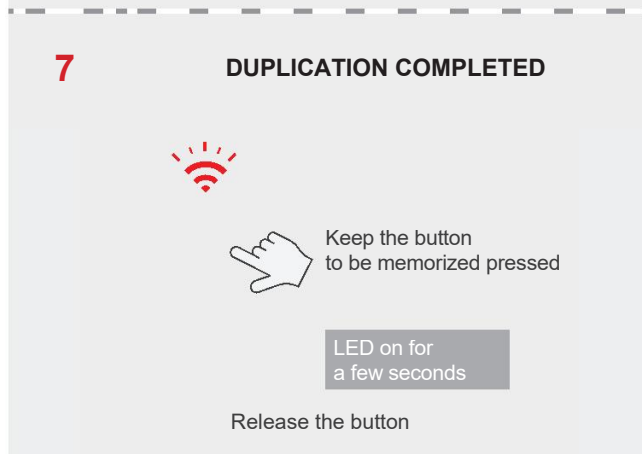 7
DUPLICATION COMPLETED
Keep the button
to be memorized pressed
LED on for
a few seconds
Release the button